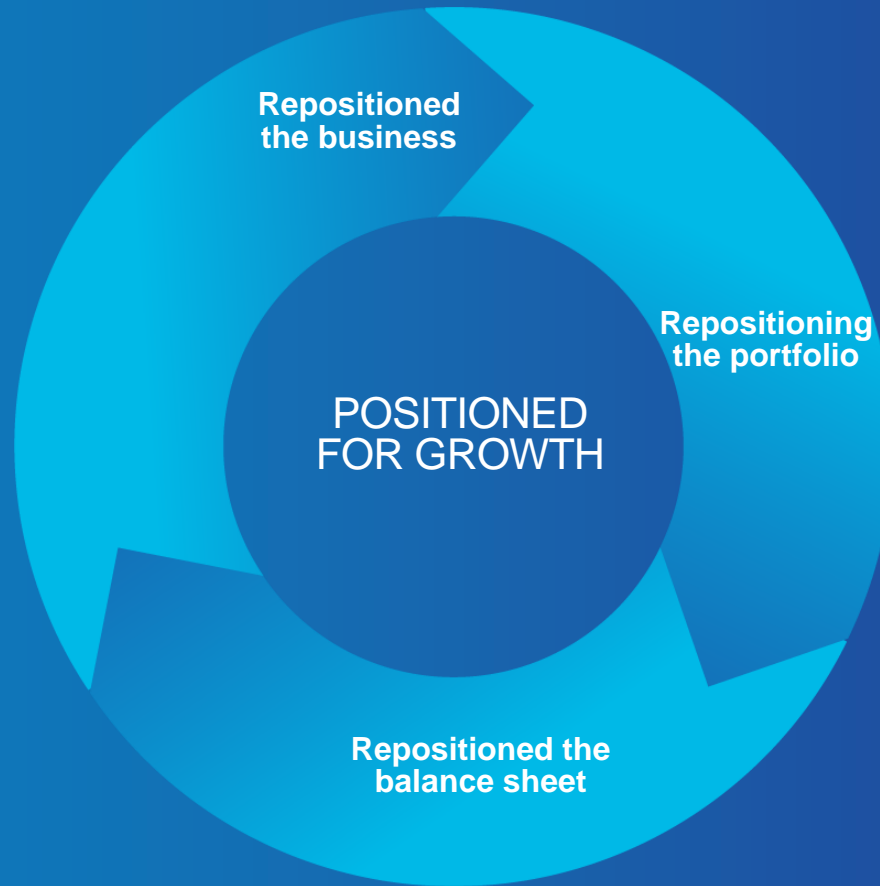 Repositioned
the business
Repositioning
the portfolio
POSITIONED
FOR GROWTH
Repositioned the
balance sheet